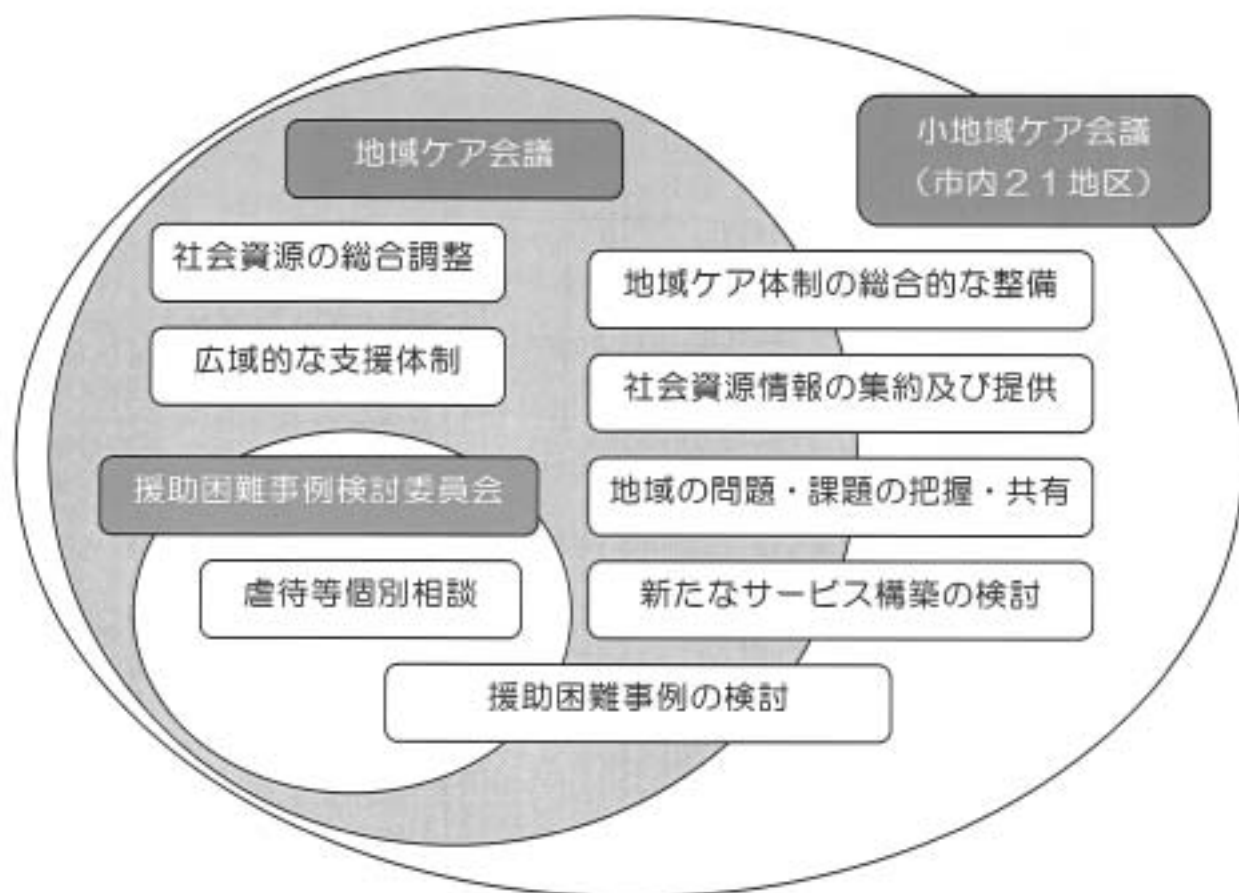 地域ケア会議
小地域ケア会議
（市内２１地区）
社会資源の総合調整
広域的な支援体制
地域ケア体制の総合的な整備
社会資源情報の集約及び提供
地域の問題・課題の把握・共有
新たなサービス構築の検討
援助困難事例検討委員会
虐待等個別相談
援助困難事例の検討